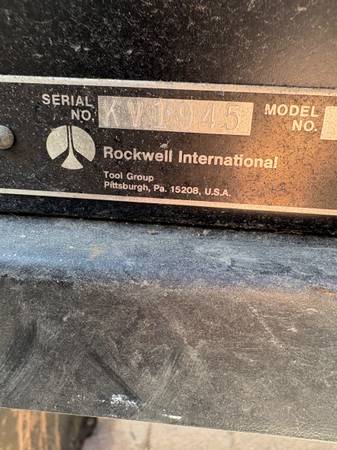 SERIAL NO. KV1945 MODEL NO.
Rockwell International
Tool Group
Pittsburgh, Pa. 15208, U.S.A.